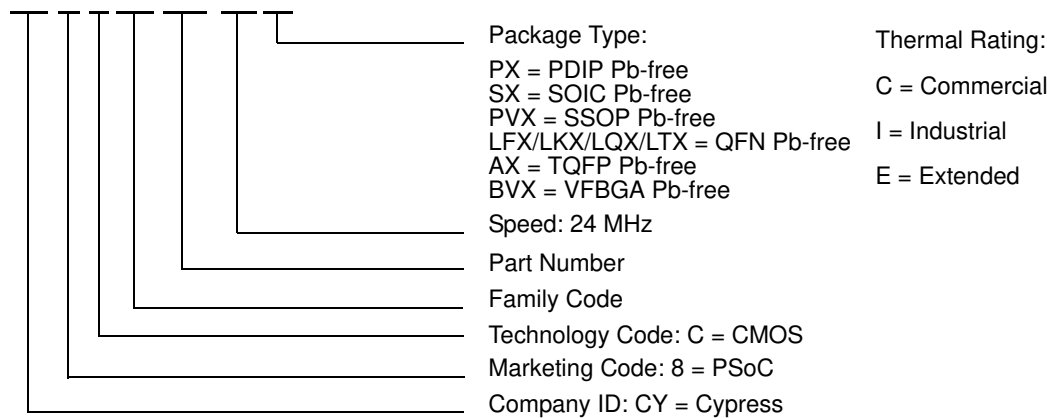 Package Type:
PX = PDIP Pb-free
SX = SOIC Pb-free
PVX = SSOP Pb-free
LFX/LKX/LQX/LTX = QFN Pb-free
AX = TQFP Pb-free
BVX = VFBGA Pb-free
Speed: 24 MHz
Part Number
Family Code
Technology Code: C = CMOS
Marketing Code: 8 = PSoC
Company ID: CY = Cypress
Thermal Rating:
C = Commercial
I = Industrial
E = Extended